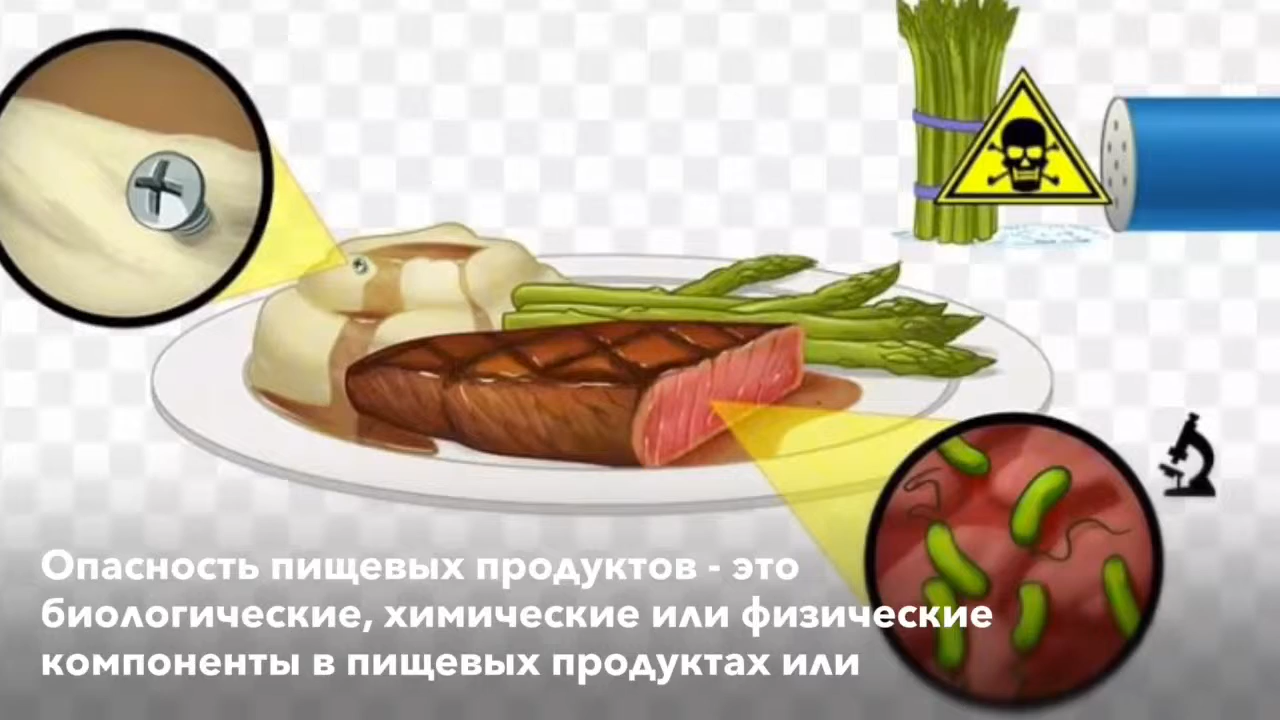 Опасность пищевых продуктов - это
биологические, химические или физические
компоненты в пищевых продуктах или